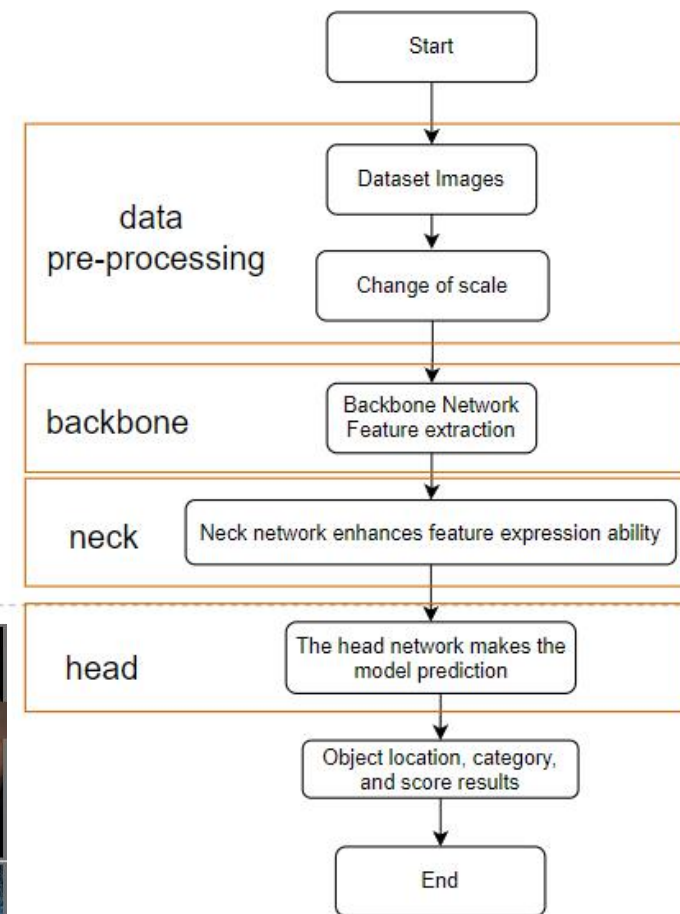 Start
data
pre-processing
Dataset Images
Change of scale
backbone
Backbone Network
Feature extraction
neck
Neck network enhances feature expression ability
head
The head network makes the
model prediction
Object location, category,
and score results
End